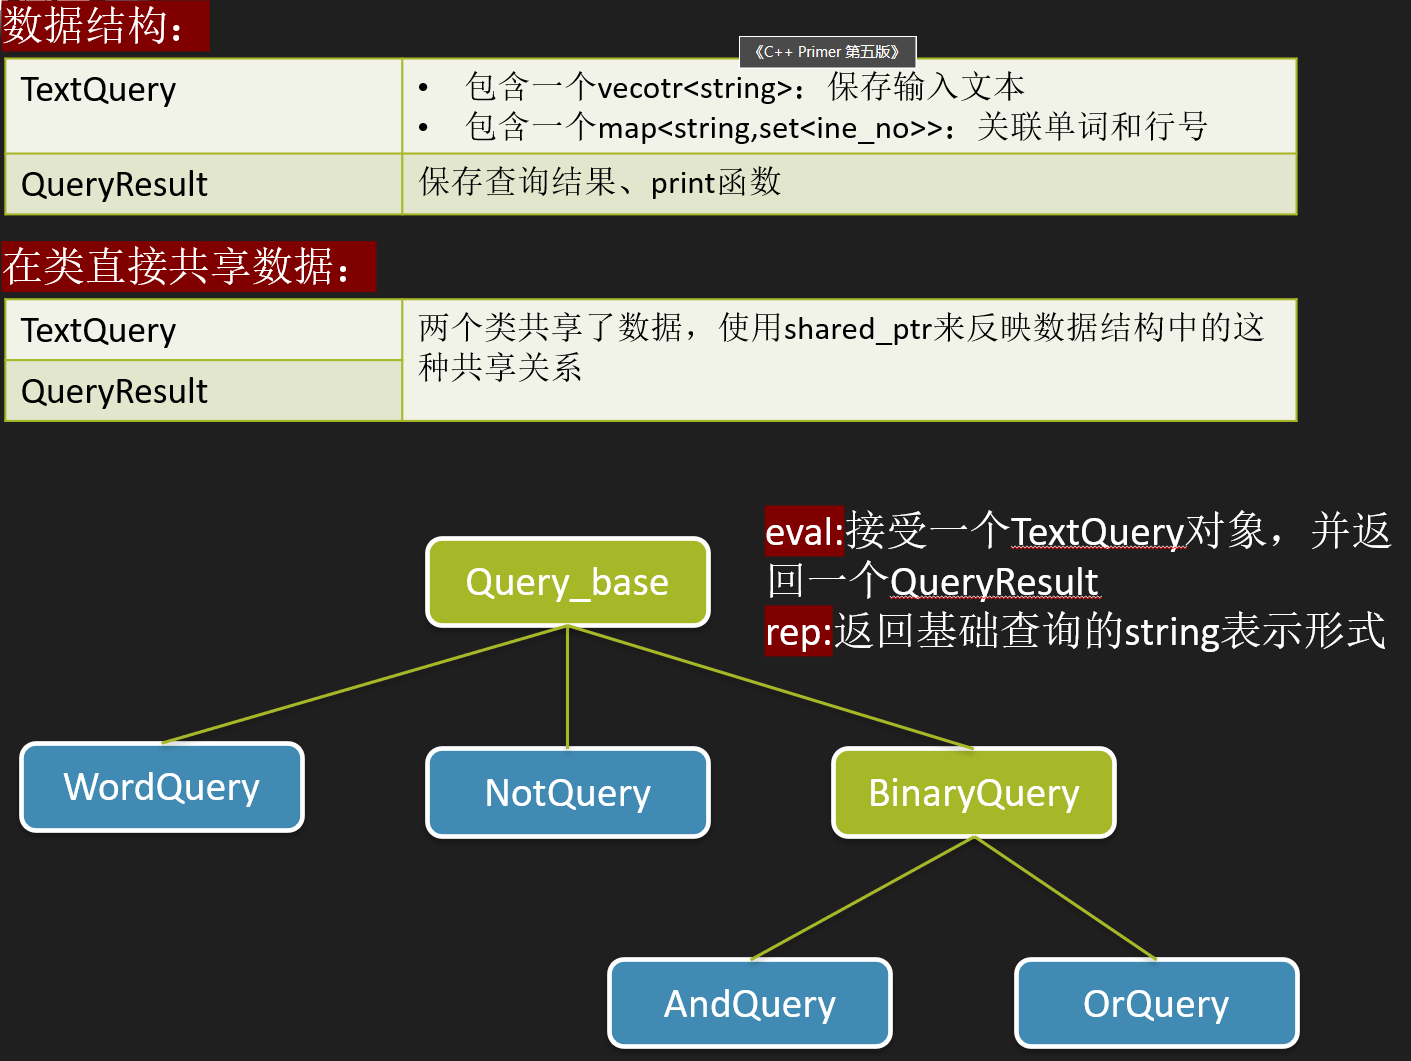 数据结构：
《C++ Primer 第五版》
TextQuery
• 包含一个vecotr<string>：保存输入文本
• 包含一个map<string,set<ine_no>>：关联单词和行号
QueryResult
保存查询结果、print函数
在类直接共享数据：
TextQuery
两个类共享了数据，使用shared_ptr来反映数据结构中的这
种共享关系
QueryResult
eval:接受一个TextQuery对象，并返
回一个QueryResult
rep:返回基础查询的string表示形式
Query_base
WordQuery
NotQuery
BinaryQuery
AndQuery
OrQuery